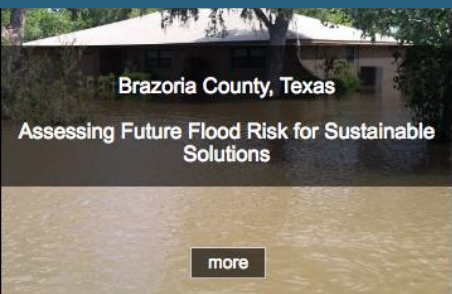 Brazoria County, Texas
Assessing Future Flood Risk for Sustainable
Solutions
more